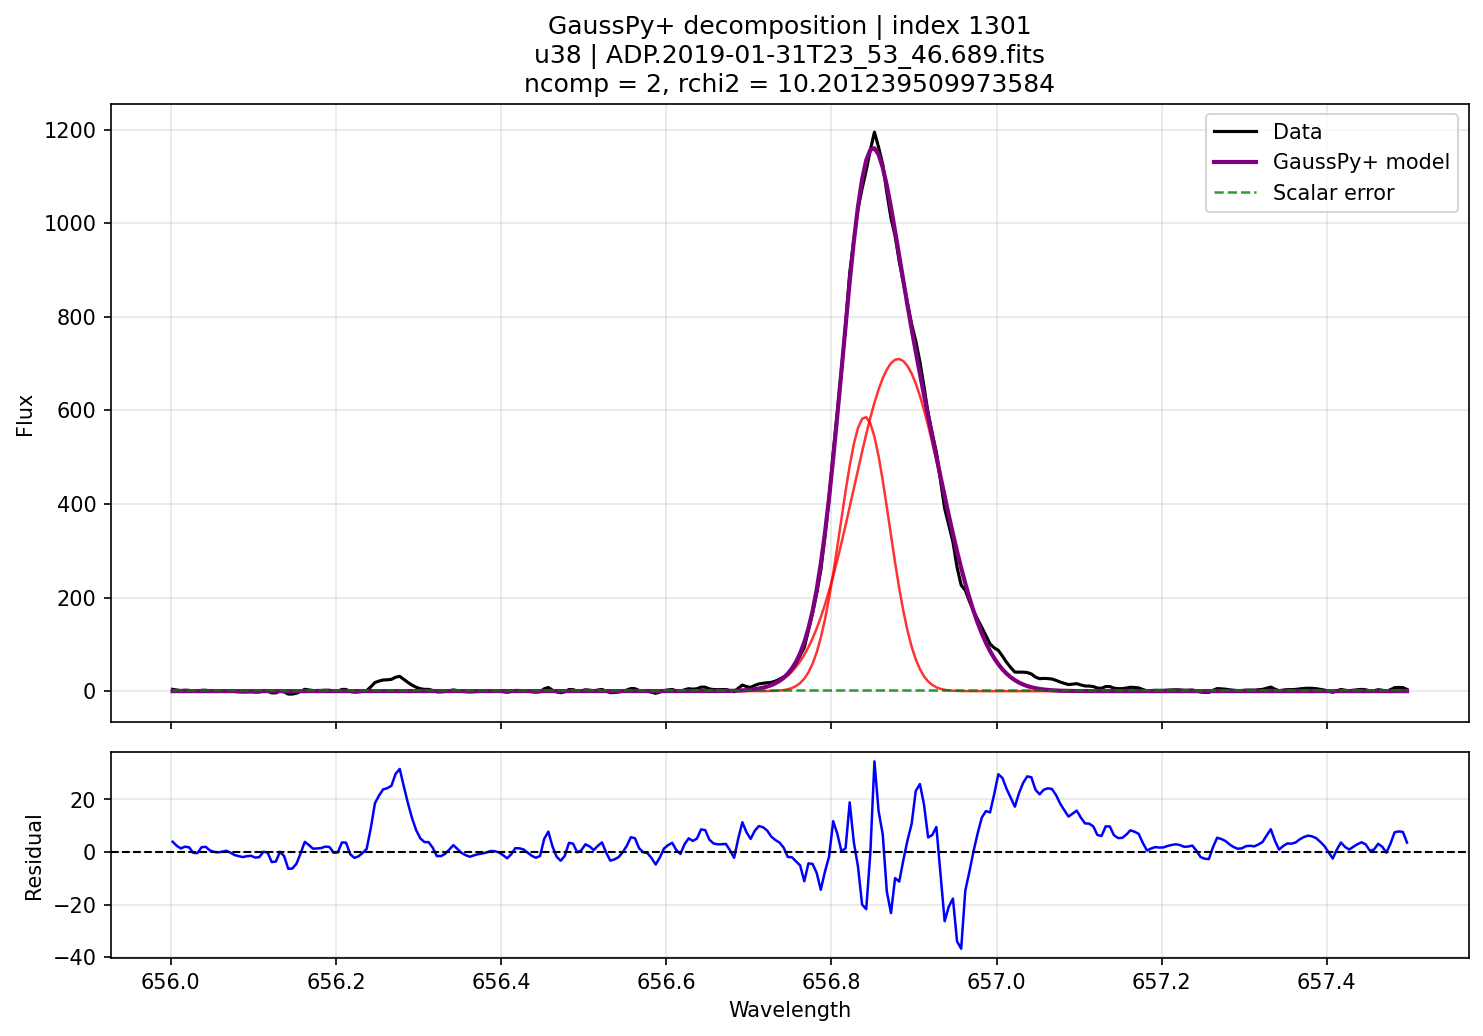 GaussPy+ decomposition | index 1301
u38 | ADP.2019-01-31T23_53_46.689.fits
ncomp = 2, rchi2 = 10.201239509973584
Data
GaussPy+ model
Scalar error
Flux
1200
1000
800
600
400
200
0
Residual
20
0
−20
−40
656.0 656.2 656.4 656.6 656.8 657.0 657.2 657.4
Wavelength